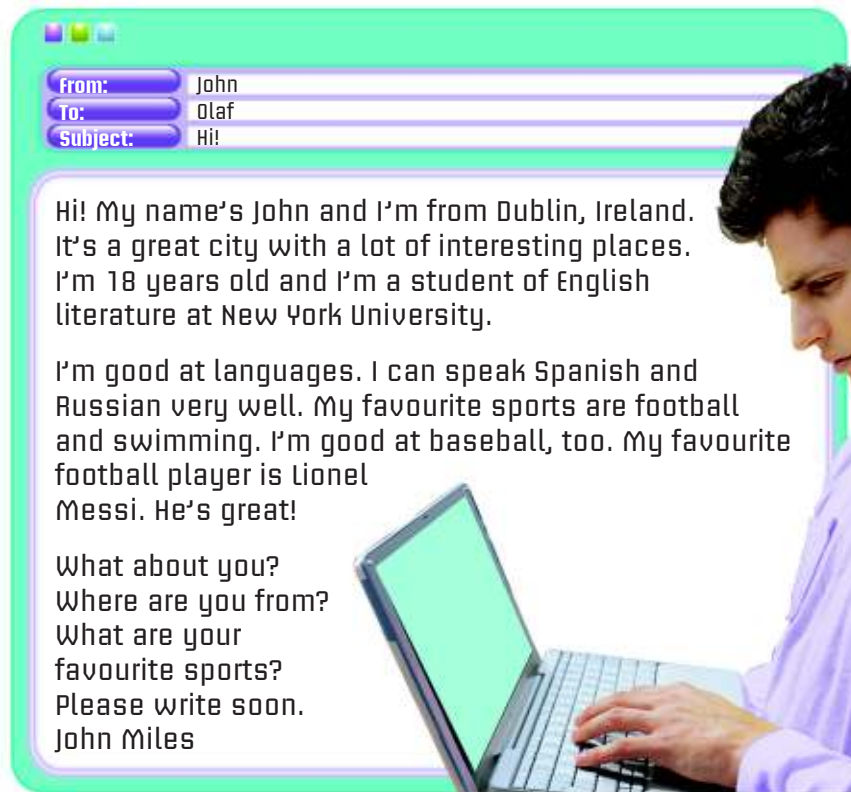 From: John
To: Olaf
Subject: Hi!
Hi! My name's John and I'm from Dublin, Ireland.
It's a great city with a lot of interesting places.
I'm 18 years old and I'm a student of English
literature at New York University.
I'm good at languages. I can speak Spanish and
Russian very well. My favourite sports are football
and swimming. I'm good at baseball, too. My favourite
football player is Lionel
Messi. He's great!
What about you?
Where are you from?
What are your
favourite sports?
Please write soon.
John Miles